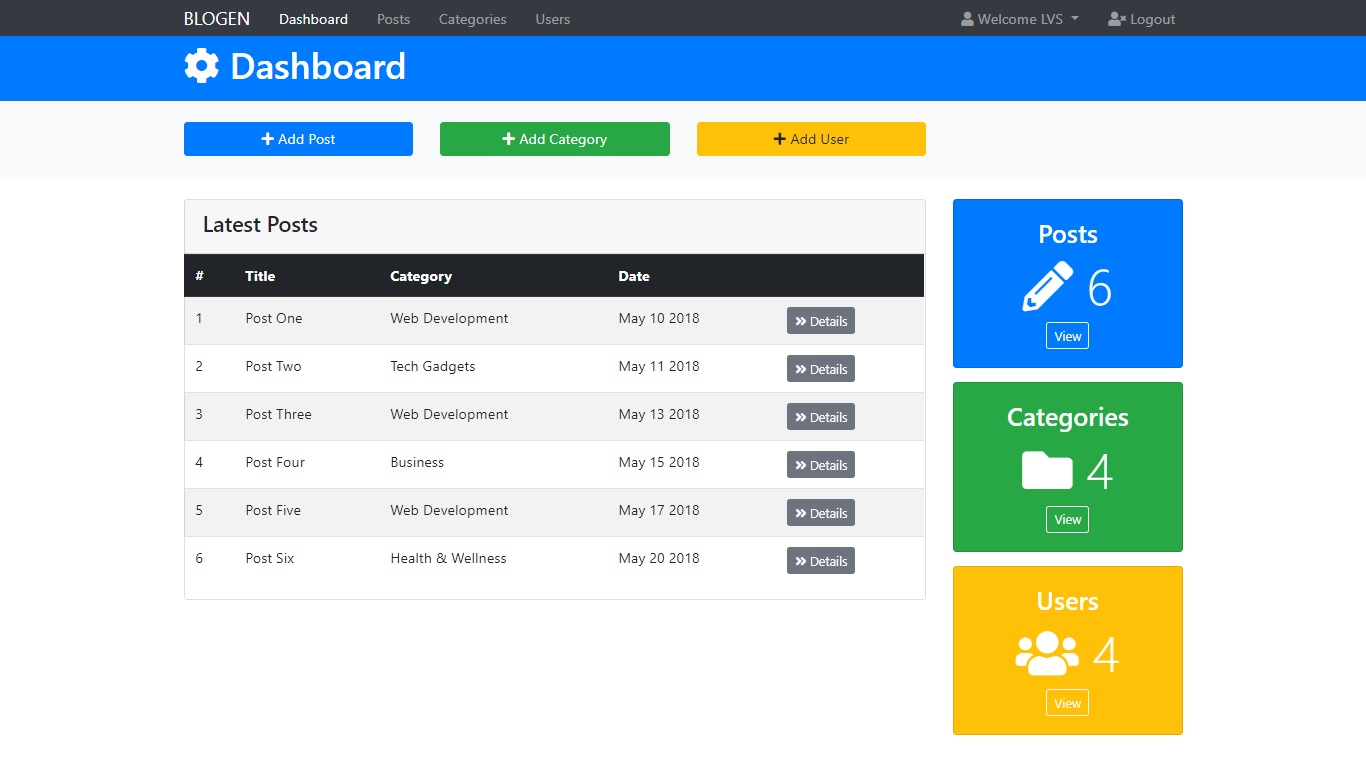 BLOGEN Dashboard Posts Categories Users Welcome LVS Logout
Dashboard
Add Post Add Category Add User
Latest Posts
# Title Category Date
1 Post One Web Development May 10 2018 Details
2 Post Two Tech Gadgets May 11 2018 Details
3 Post Three Web Development May 13 2018 Details
4 Post Four Business May 15 2018 Details
5 Post Five Web Development May 17 2018 Details
6 Post Six Health & Wellness May 20 2018 Details
Posts
6
View
Categories
4
View
Users
4
View